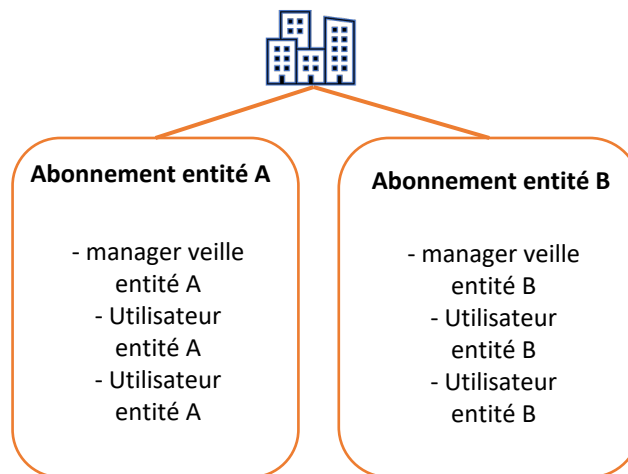 Abonnement entité A
- manager veille
entité A
- Utilisateur
entité A
- Utilisateur
entité A
Abonnement entité B
- manager veille
entité B
- Utilisateur
entité B
- Utilisateur
entité B